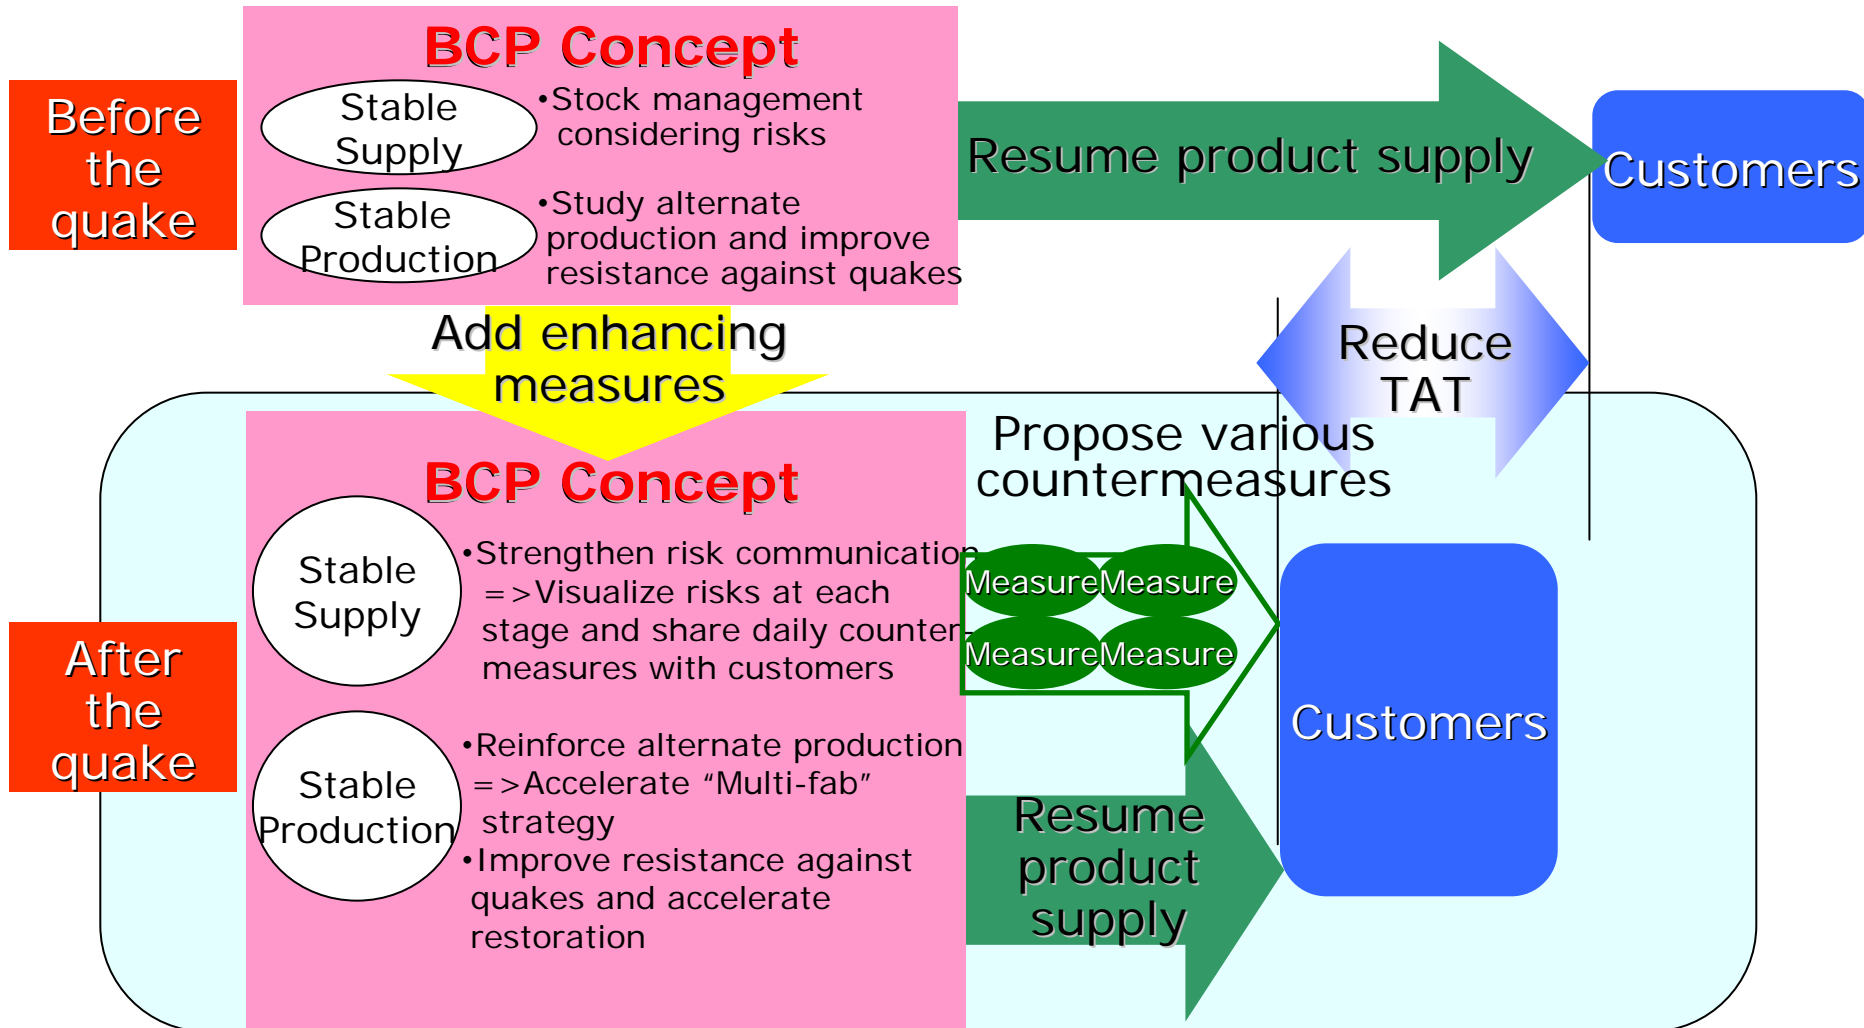 Before
the
quake
BCP Concept
Stable
Supply
•Stock management
considering risks
Stable
Production
•Study alternate
production and improve
resistance against quakes
Resume product supply
Customers
Add enhancing
measures
Reduce
TAT
After
the
quake
BCP Concept
Stable
Supply
•Strengthen risk communication
=>Visualize risks at each
stage and share daily counter-
measures with customers
Stable
Production
•Reinforce alternate production
=>Accelerate “Multi-fab”
strategy
•Improve resistance against
quakes and accelerate
restoration
Propose various
countermeasures
Measure Measure
Measure Measure
Resume
product
supply
Customers